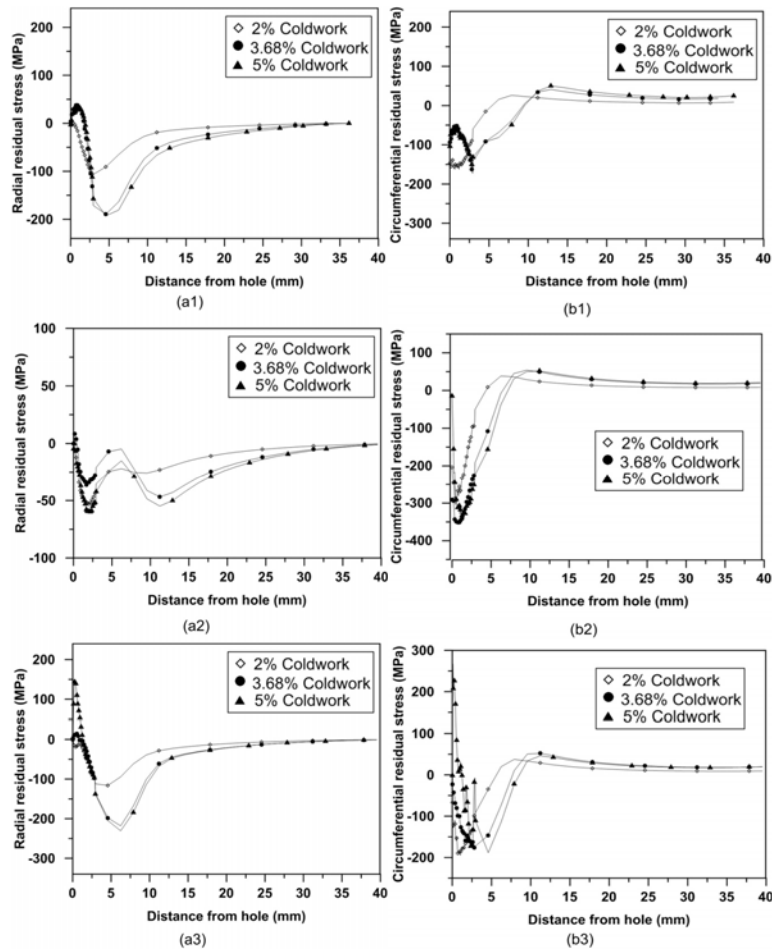 200
100
0
-100
-200
Radial residual stress (MPa)
2% Coldwork
3.68% Coldwork
5% Coldwork
0 5 10 15 20 25 30 35 40
Distance from hole (mm)
(a1)
200
100
0
-100
-200
-300
Circumferential residual stress (MPa)
2% Coldwork
3.68% Coldwork
5% Coldwork
0 5 10 15 20 25 30 35 40
Distance from hole (mm)
(b1)
100
50
0
-50
-100
Radial residual stress (MPa)
2% Coldwork
3.68% Coldwork
5% Coldwork
0 5 10 15 20 25 30 35 40
Distance from hole (mm)
(a2)
100
0
-100
-200
-300
-400
Circumferential residual stress (MPa)
2% Coldwork
3.68% Coldwork
5% Coldwork
0 5 10 15 20 25 30 35 40
Distance from hole (mm)
(b2)
200
100
0
-100
-200
-300
Radial residual stress (MPa)
2% Coldwork
3.68% Coldwork
5% Coldwork
0 5 10 15 20 25 30 35 40
Distance from hole (mm)
(a3)
300
200
100
0
-100
-200
Circumferential residual stress (MPa)
2% Coldwork
3.68% Coldwork
5% Coldwork
0 5 10 15 20 25 30 35 40
Distance from hole (mm)
(b3)